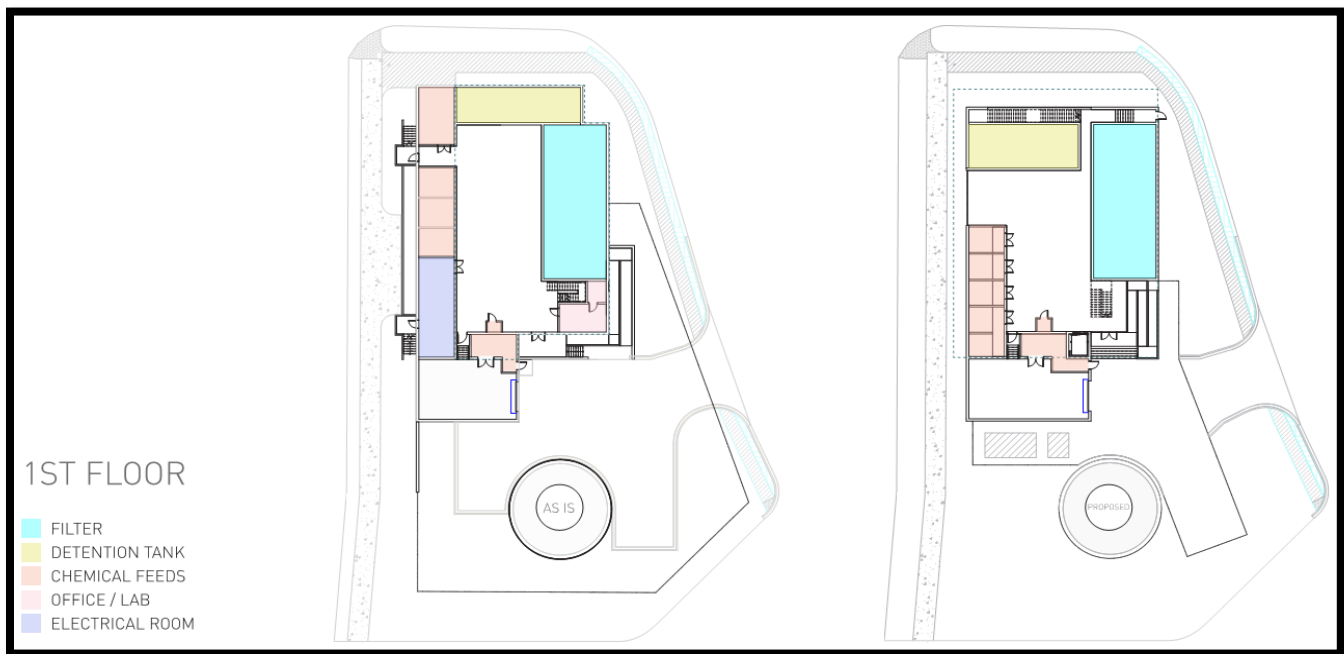 1ST FLOOR
FILTER
DETENTION TANK
CHEMICAL FEEDS
OFFICE / LAB
ELECTRICAL ROOM
AS IS
PROPOSED